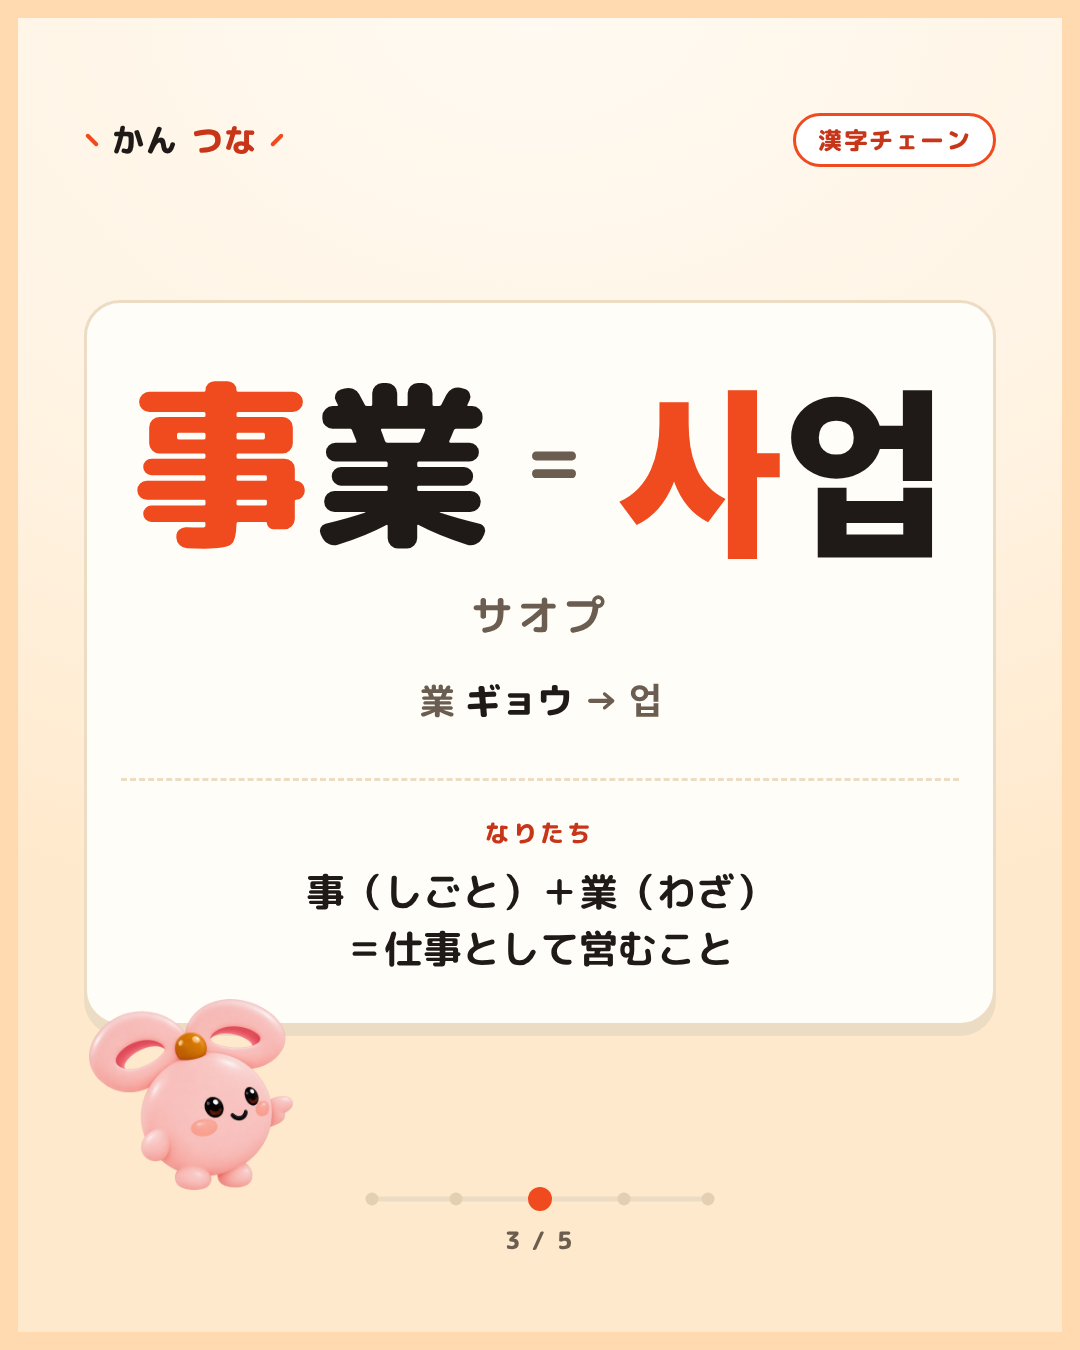 かん つな
漢字チェーン
事業 = 사업
サオプ
業 ギョウ → 업
なりたち
事（しごと）＋業（わざ）
＝仕事として営むこと
3 / 5